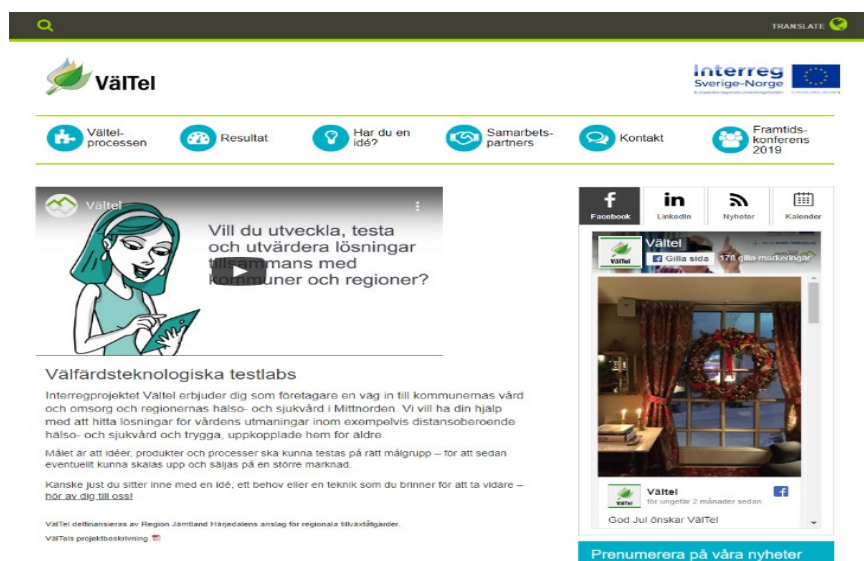 TRANSLATE
VälTel
Interreg
Sverige-Norge
Vältel-
processen
Resultat
Har du en
idé?
Samarbets-
partners
Kontakt
Framtids-
konferens
2019
Vältel
Vill du utveckla, testa
och utvärdera lösningar
tillsammans med
kommuner och regioner?
Facebook
LinkedIn
Nyheter
Kalender
Vältel
VälTel
Gilla sida
178 gilla-markeringar
Välfärdsteknologiska testlabs
Interregprojektet Vältel erbjuder dig som företagare en väg in till kommunernas vård
och omsorg och regionernas hälso- och sjukvård i Mittnorden. Vi vill ha din hjälp
med att hitta lösningar för vårdens utmaningar inom exempelvis distansoberoende
hälso- och sjukvård och trygga, uppkopplade hem för äldre.
Målet är att idéer, produkter och processer ska kunna testas på rätt målgrupp – för att sedan
eventuellt kunna skalas upp och säljas på en större marknad.
Kanske just du sitter inne med en idé, ett behov eller en teknik som du brinner för att ta vidare –
hör av dig till oss!
VälTel delfinansieras av Region Jämtland Härjedalens anslag för regionala tillväxtåtgärder.
VälTels projektbeskrivning.
VälTel
Vältel
för ungefär 2 månader sedan
God Jul önskar VälTel
Prenumerera på våra nyheter